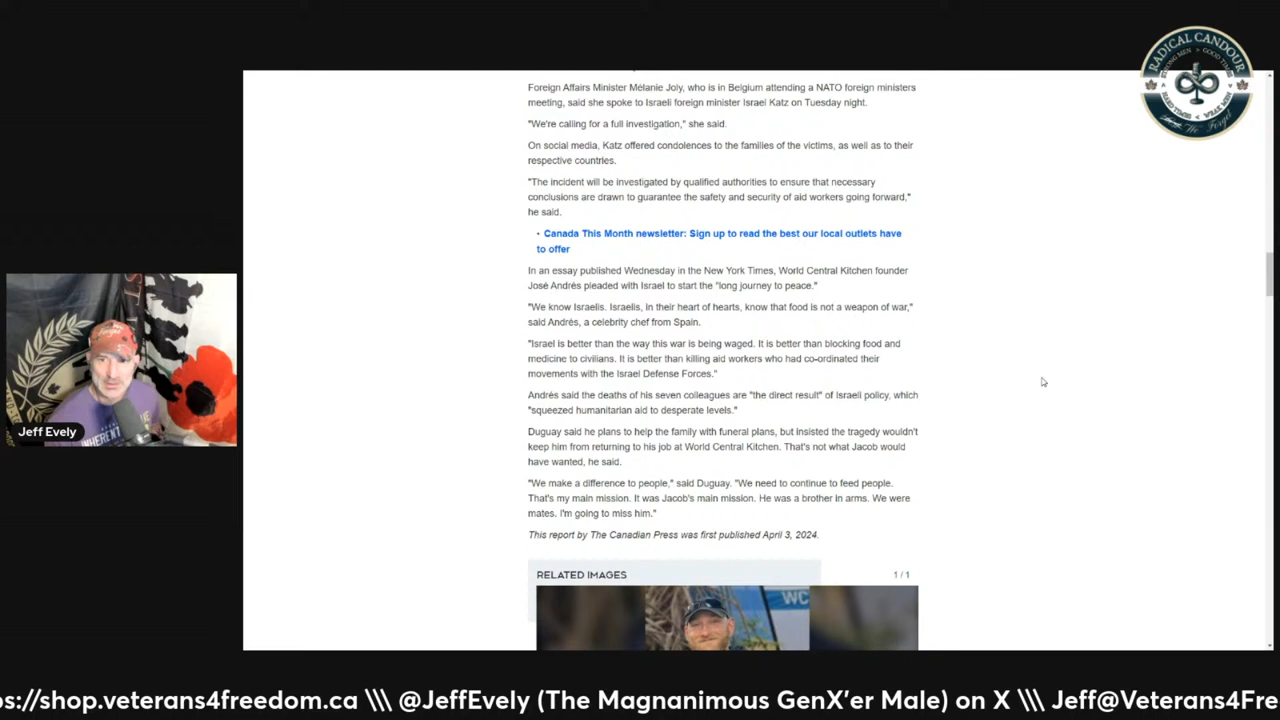 RADICAL CANDOUR
STRONG MEN > GOOD TIMES
HARD TIMES < WEAK MEN
Foreign Affairs Minister Mélanie Joly, who is in Belgium attending a NATO foreign ministers
meeting, said she spoke to Israeli foreign minister Israel Katz on Tuesday night.
"We're calling for a full investigation," she said.
On social media, Katz offered condolences to the families of the victims, as well as to their
respective countries.
"The incident will be investigated by qualified authorities to ensure that necessary
conclusions are drawn to guarantee the safety and security of aid workers going forward,"
he said.
• Canada This Month newsletter: Sign up to read the best our local outlets have
to offer
In an essay published Wednesday in the New York Times, World Central Kitchen founder
José Andrés pleaded with Israel to start the "long journey to peace."
"We know Israelis. Israelis, in their heart of hearts, know that food is not a weapon of war,"
said Andrés, a celebrity chef from Spain.
"Israel is better than the way this war is being waged. It is better than blocking food and
medicine to civilians. It is better than killing aid workers who had co-ordinated their
movements with the Israel Defense Forces."
Andrés said the deaths of his seven colleagues are "the direct result" of Israeli policy, which
"squeezed humanitarian aid to desperate levels."
Duguay said he plans to help the family with funeral plans, but insisted the tragedy wouldn't
keep him from returning to his job at World Central Kitchen. That's not what Jacob would
have wanted, he said.
"We make a difference to people," said Duguay. "We need to continue to feed people.
That's my main mission. It was Jacob's main mission. He was a brother in arms. We were
mates. I'm going to miss him."
This report by The Canadian Press was first published April 3, 2024.
RELATED IMAGES 1 / 1
WC
Jeff Evely
ps://shop.veterans4freedom.ca \\\ @JeffEvely (The Magnanimous GenX'er Male) on X \\\ Jeff@Veterans4Fre